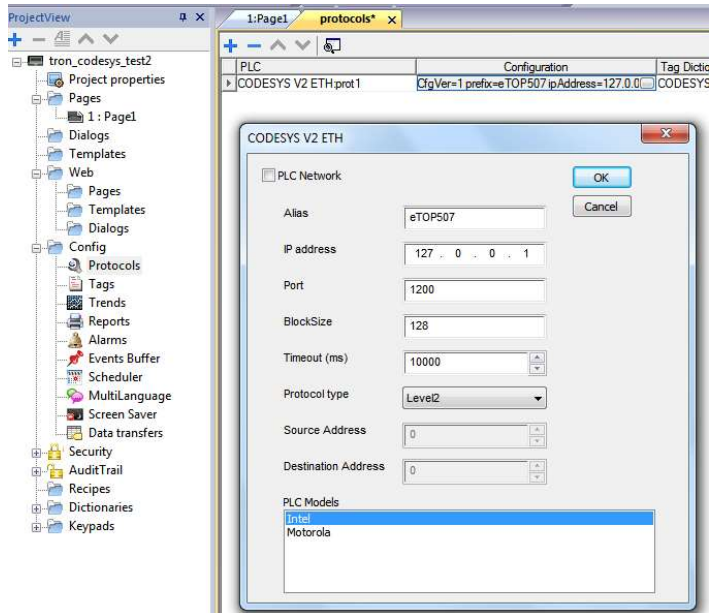 ProjectView
tron_codesys_test2
Project properties
Pages
1 : Page1
Dialogs
Templates
Web
Pages
Templates
Dialogs
Config
Protocols
Tags
Trends
Reports
Alarms
Events Buffer
Scheduler
MultiLanguage
Screen Saver
Data transfers
Security
AuditTrail
Recipes
Dictionaries
Keypads
1:Page1 protocols*
PLC Configuration Tag Dictio
CODESYS V2 ETH:prot1 CfgVer=1 prefix=eTOP507 ipAddress=127.0.0 CODESYS
CODESYS V2 ETH
PLC Network
OK
Cancel
Alias eTOP507
IP address 127 . 0 . 0 . 1
Port 1200
BlockSize 128
Timeout (ms) 10000
Protocol type Level2
Source Address 0
Destination Address 0
PLC Models
Intel
Motorola